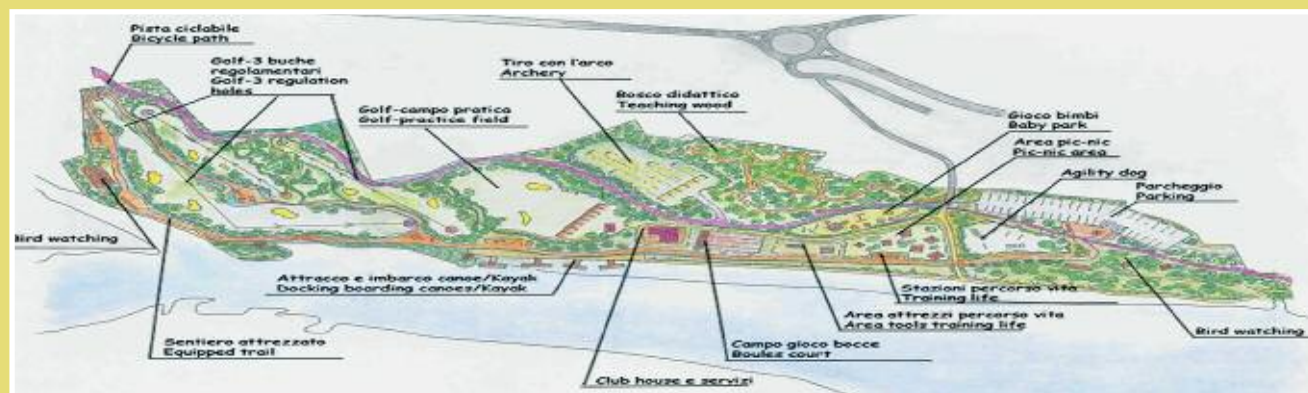 Pista ciclabile
Bicycle path
Golf-3 buche
regolamentari
Golf-3 regulation
holes
Golf-campo pratica
Golf-practice field
Tiro con l'arco
Archery
Bosco didattico
Teaching wood
Gioco bimbi
Baby park
Area pic-nic
Pic-nic area
Agility dog
Parcheggio
Parking
Bird watching
Attracco e imbarco canoe/Kayak
Docking boarding canoes/Kayak
Stazioni percorso vita
Training life
Area attrezzi percorso vita
Area tools training life
Bird watching
Sentiero attrezzato
Equipped trail
Campo gioco bocce
Boules court
Club house e servizi